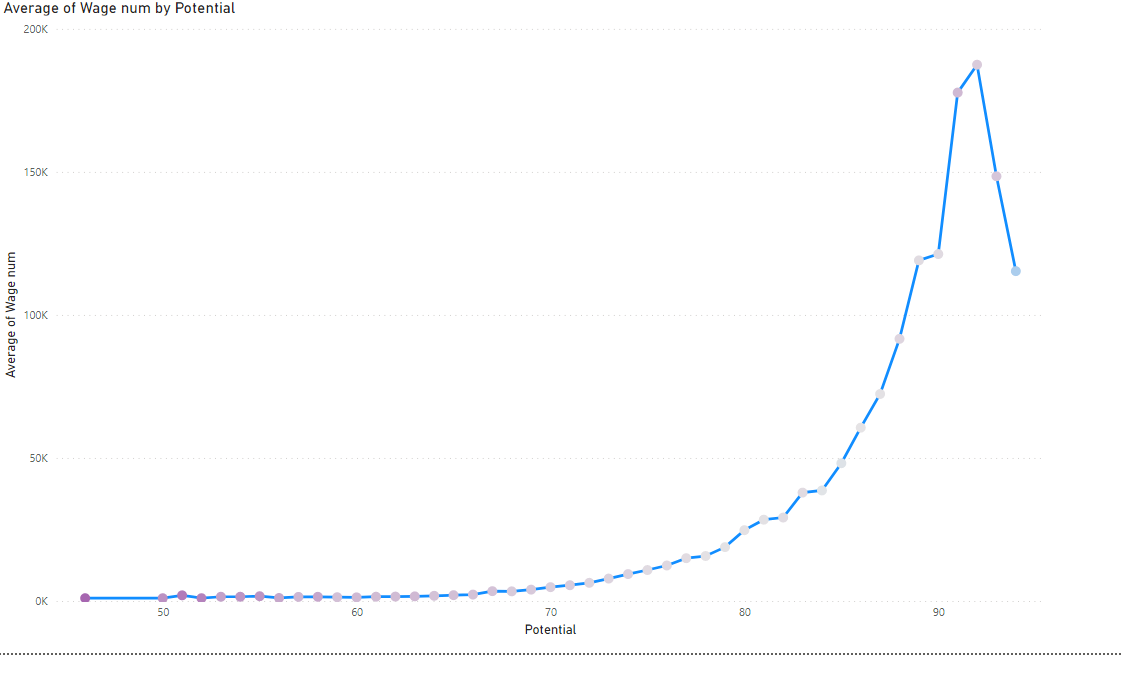 Average of Wage num by Potential
200K
150K
100K
50K
0K
Average of Wage num
50 60 70 80 90
Potential